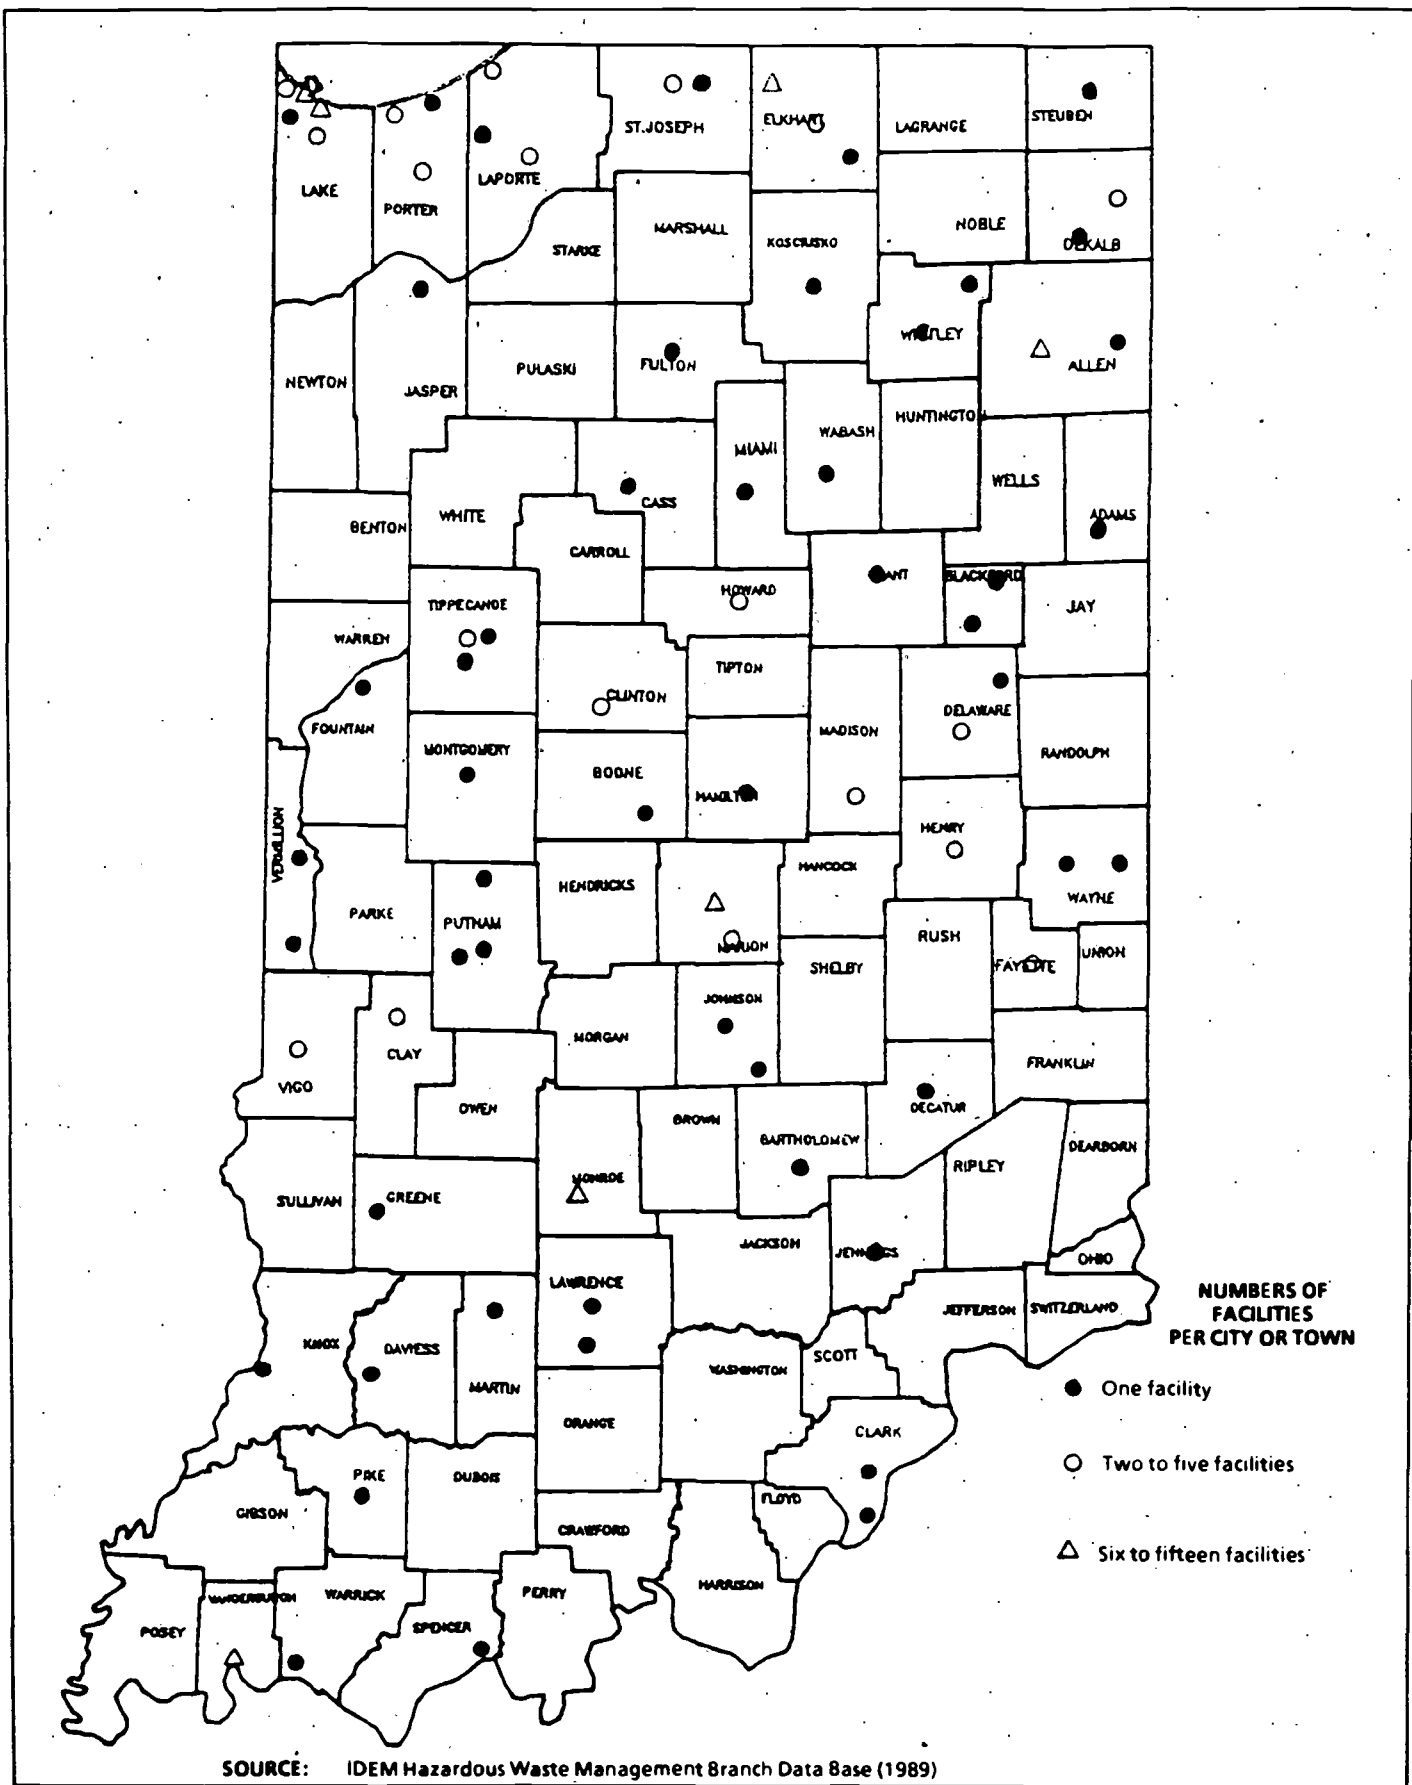 ST.JOSEPH
ELKHART
LAGRANGE
STEUBEN
LAKE
PORTER
LAPORTE
STARKE
MARSHALL
KOSCIUSKO
NOBLE
DEKALB
NEWTON
JASPER
PULASKI
FULTON
WHITLEY
ALLEN
MIAMI
WABASH
HUNTINGTON
WELLS
ADAMS
BENTON
WHITE
CASS
CARROLL
HOWARD
GRANT
BLACKFORD
JAY
WARREN
TIPPECANOE
CLINTON
TIPTON
MADISON
DELAWARE
RANDOLPH
FOUNTAIN
MONTGOMERY
BOONE
HAMILTON
HENRY
WAYNE
VERMILLION
PARKE
PUTNAM
HENDRICKS
MARION
HANCOCK
RUSH
FAYETTE
UNION
VIGO
CLAY
OWEN
MORGAN
JOHNSON
SHELBY
DECATUR
FRANKLIN
SULLIVAN
GREENE
MONROE
BROWN
BARTHOLOMEW
RIPLEY
DEARBORN
JACKSON
JENNINGS
OHIO
LAWRENCE
JEFFERSON
SWITZERLAND
KNOX
DAVIESS
MARTIN
ORANGE
WASHINGTON
SCOTT
CLARK
FLOYD
GIBSON
PIKE
DUBOIS
CRAWFORD
HARRISON
POSEY
WARRICK
SPENCER
PERRY
NUMBERS OF
FACILITIES
PER CITY OR TOWN
One facility
Two to five facilities
Six to fifteen facilities
SOURCE: IDEM Hazardous Waste Management Branch Data Base (1989)